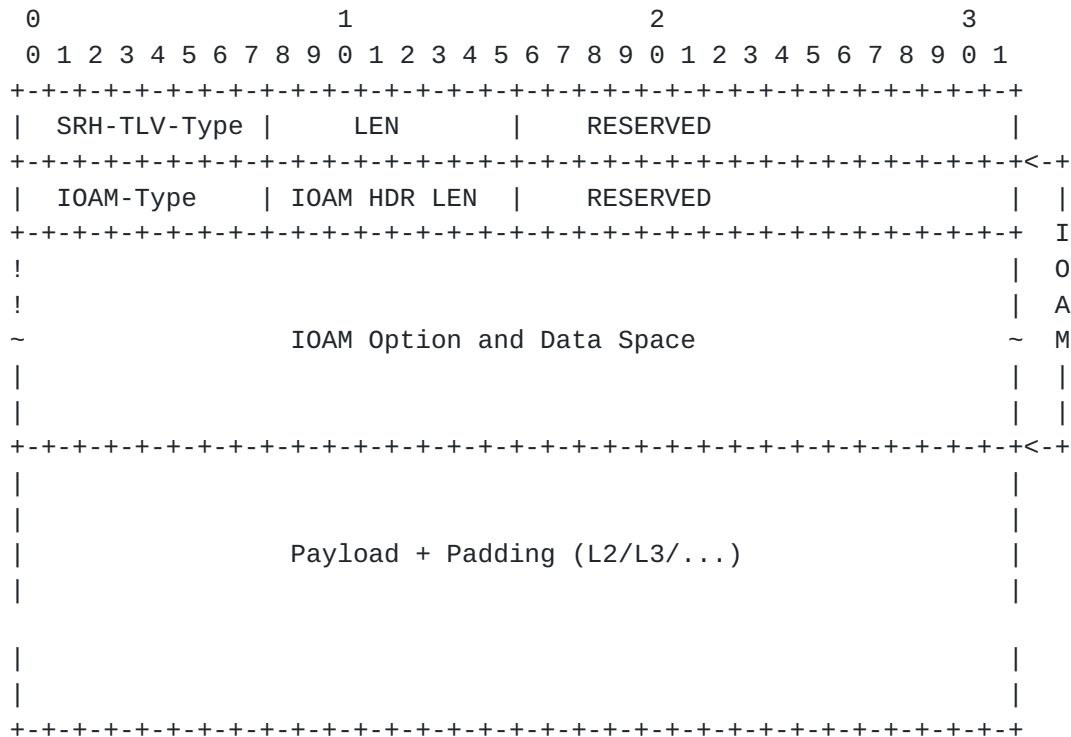 0                   1                   2                   3
 0 1 2 3 4 5 6 7 8 9 0 1 2 3 4 5 6 7 8 9 0 1 2 3 4 5 6 7 8 9 0 1
+-+-+-+-+-+-+-+-+-+-+-+-+-+-+-+-+-+-+-+-+-+-+-+-+-+-+-+-+-+-+-+-+
|  SRH-TLV-Type |     LEN       |    RESERVED                   |
+-+-+-+-+-+-+-+-+-+-+-+-+-+-+-+-+-+-+-+-+-+-+-+-+-+-+-+-+-+-+-+-+<-+
|  IOAM-Type    | IOAM HDR LEN  |    RESERVED                   |  |
+-+-+-+-+-+-+-+-+-+-+-+-+-+-+-+-+-+-+-+-+-+-+-+-+-+-+-+-+-+-+-+-+  I
!                                                               |  O
!                                                               |  A
~                 IOAM Option and Data Space                    ~  M
|                                                               |  |
|                                                               |  |
+-+-+-+-+-+-+-+-+-+-+-+-+-+-+-+-+-+-+-+-+-+-+-+-+-+-+-+-+-+-+-+-+<-+
|                                                               |
|                                                               |
|                 Payload + Padding (L2/L3/...)                 |
|                                                               |
|                                                               |
|                                                               |
+-+-+-+-+-+-+-+-+-+-+-+-+-+-+-+-+-+-+-+-+-+-+-+-+-+-+-+-+-+-+-+-+